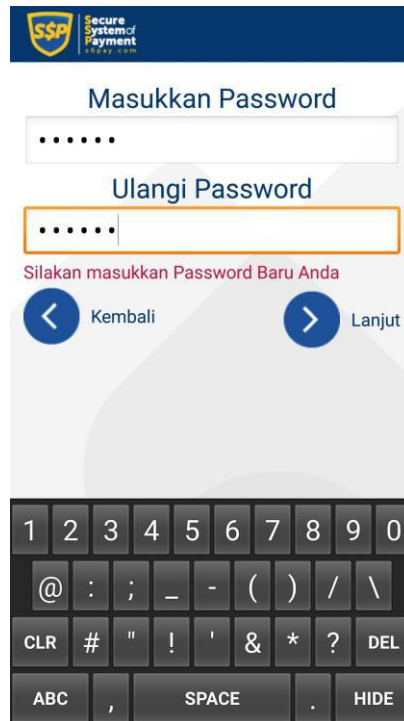 SSP
Secure
System of
Payment
s6pay.com
Masukkan Password
Ulangi Password
Silakan masukkan Password Baru Anda
Kembali
Lanjut
1 2 3 4 5 6 7 8 9 0
@ : ; _ - ( ) / \
CLR # " ! ' & * ? DEL
ABC , SPACE . HIDE